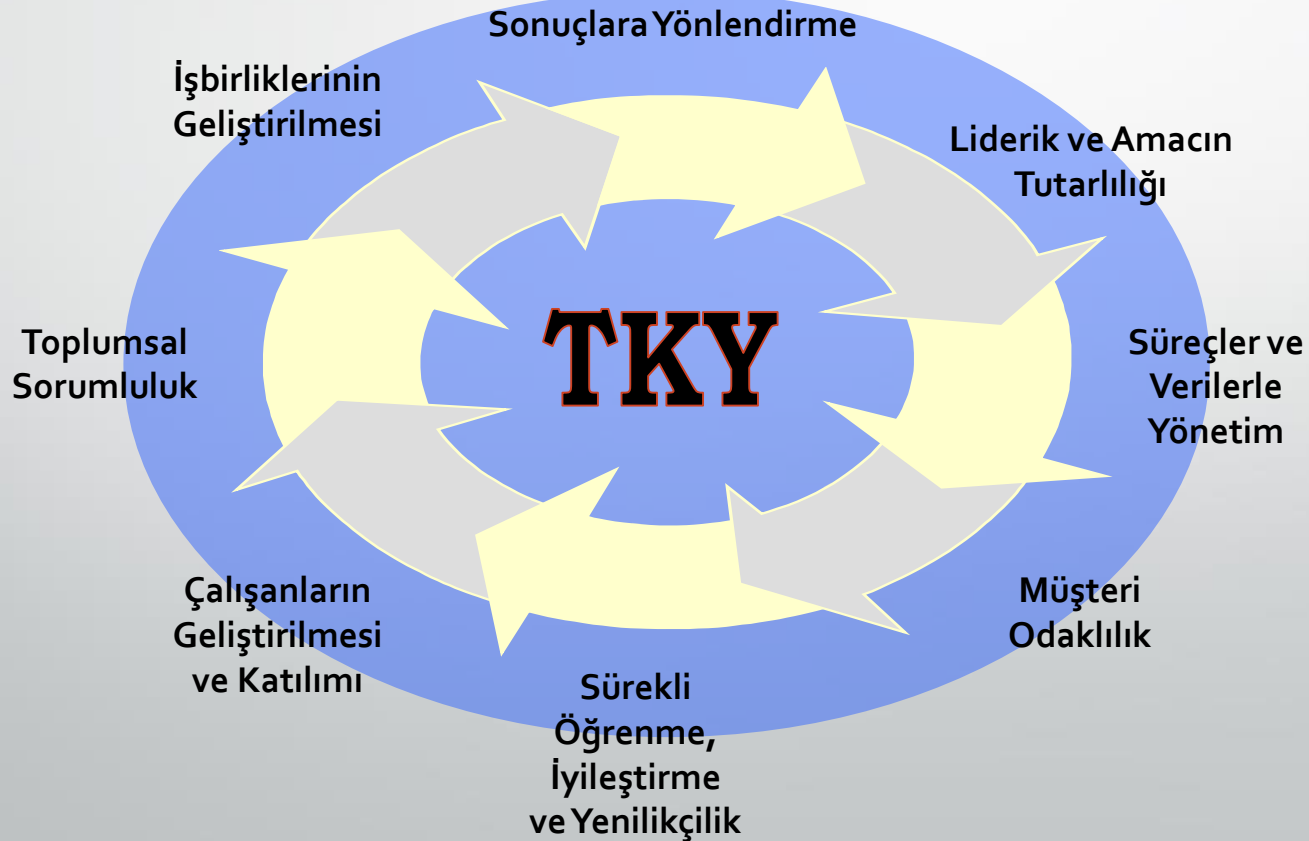 Sonuçlara Yönlendirme
İşbirliklerinin
Geliştirilmesi
Liderik ve Amacın
Tutarlılığı
TKY
Toplumsal
Sorumluluk
Süreçler ve
Verilerle
Yönetim
Çalışanların
Geliştirilmesi
ve Katılımı
Müşteri
Odaklılık
Sürekli
Öğrenme,
İyileştirme
ve Yenilikçilik